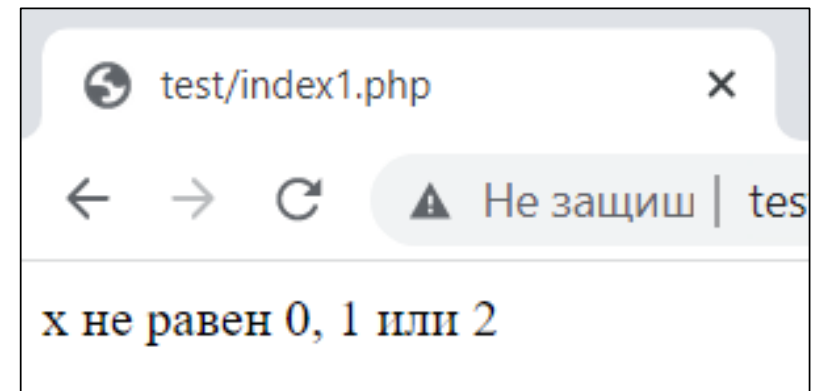 test/index1.php
Не защищ | tes
x не равен 0, 1 или 2